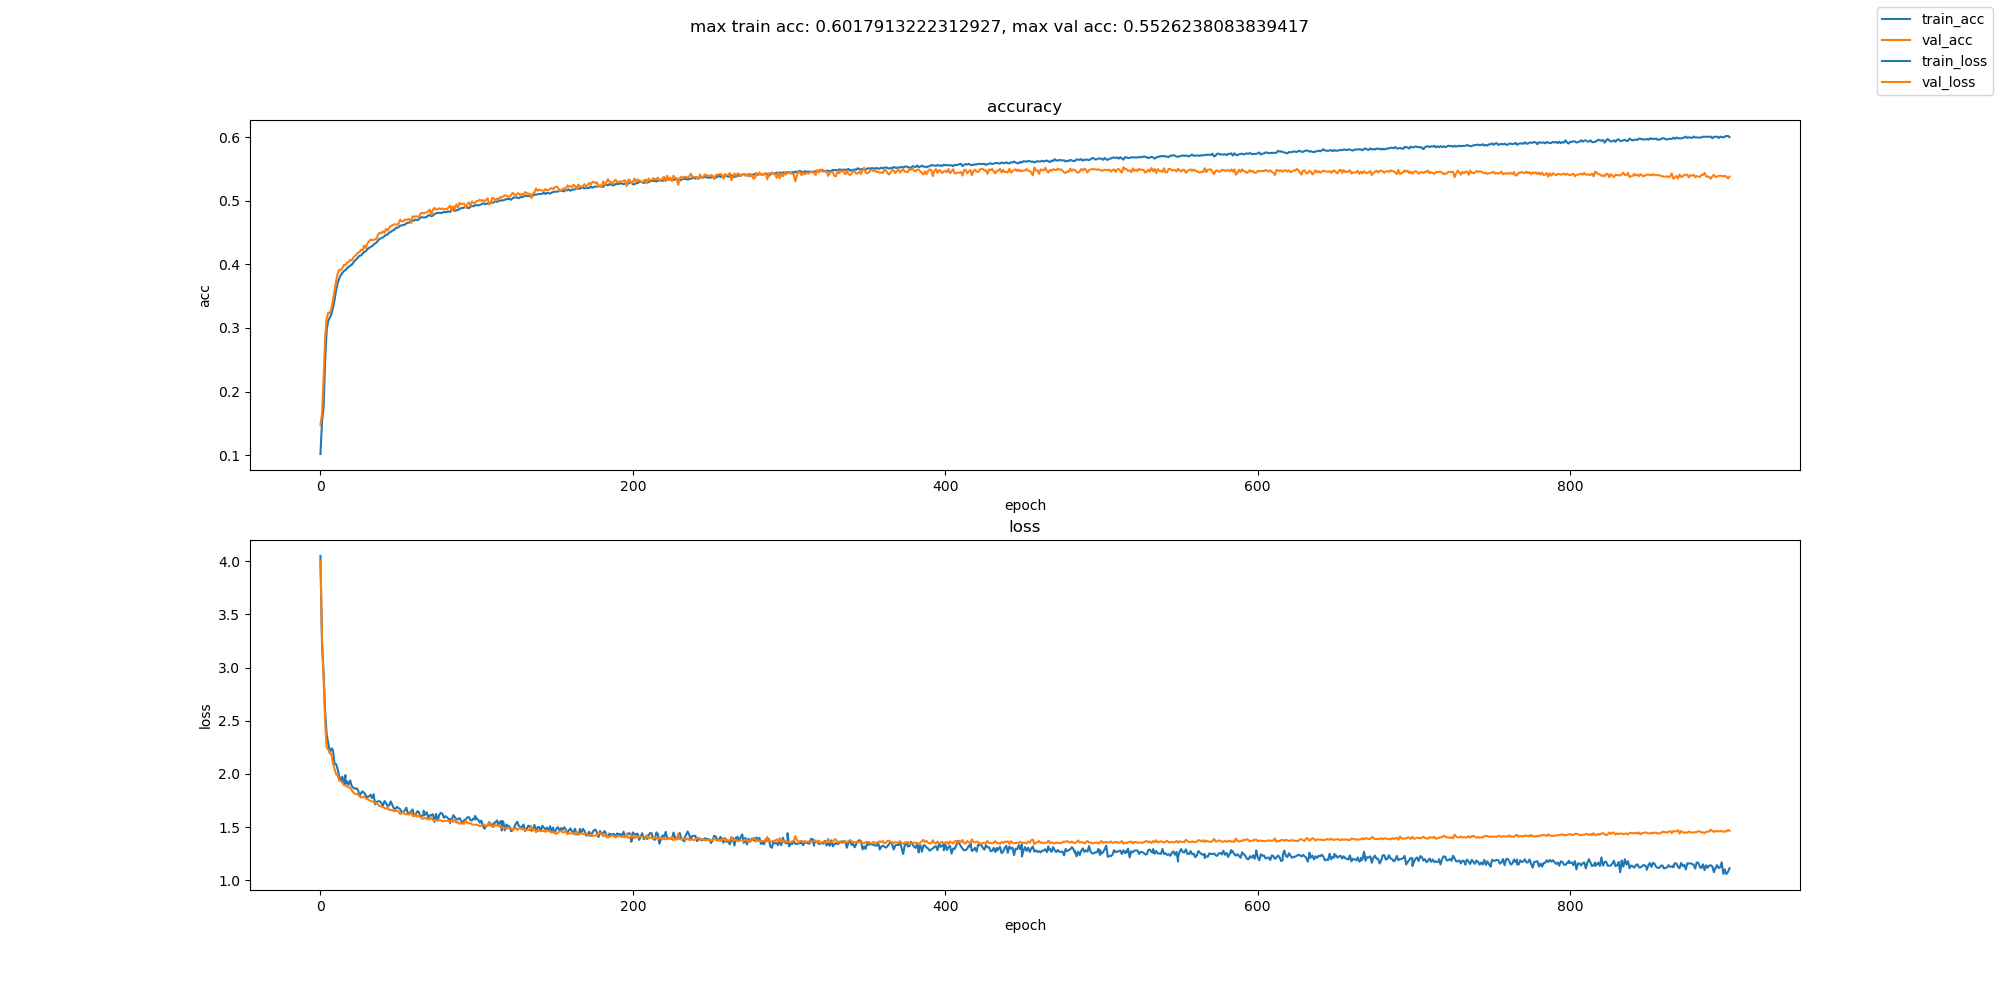 max train acc: 0.6017913222312927, max val acc: 0.5526238083839417
train_acc
val_acc
train_loss
val_loss
accuracy
0.6
0.5
0.4
0.3
0.2
0.1
acc
0 200 400 600 800
epoch
loss
4.0
3.5
3.0
2.5
2.0
1.5
1.0
loss
0 200 400 600 800
epoch